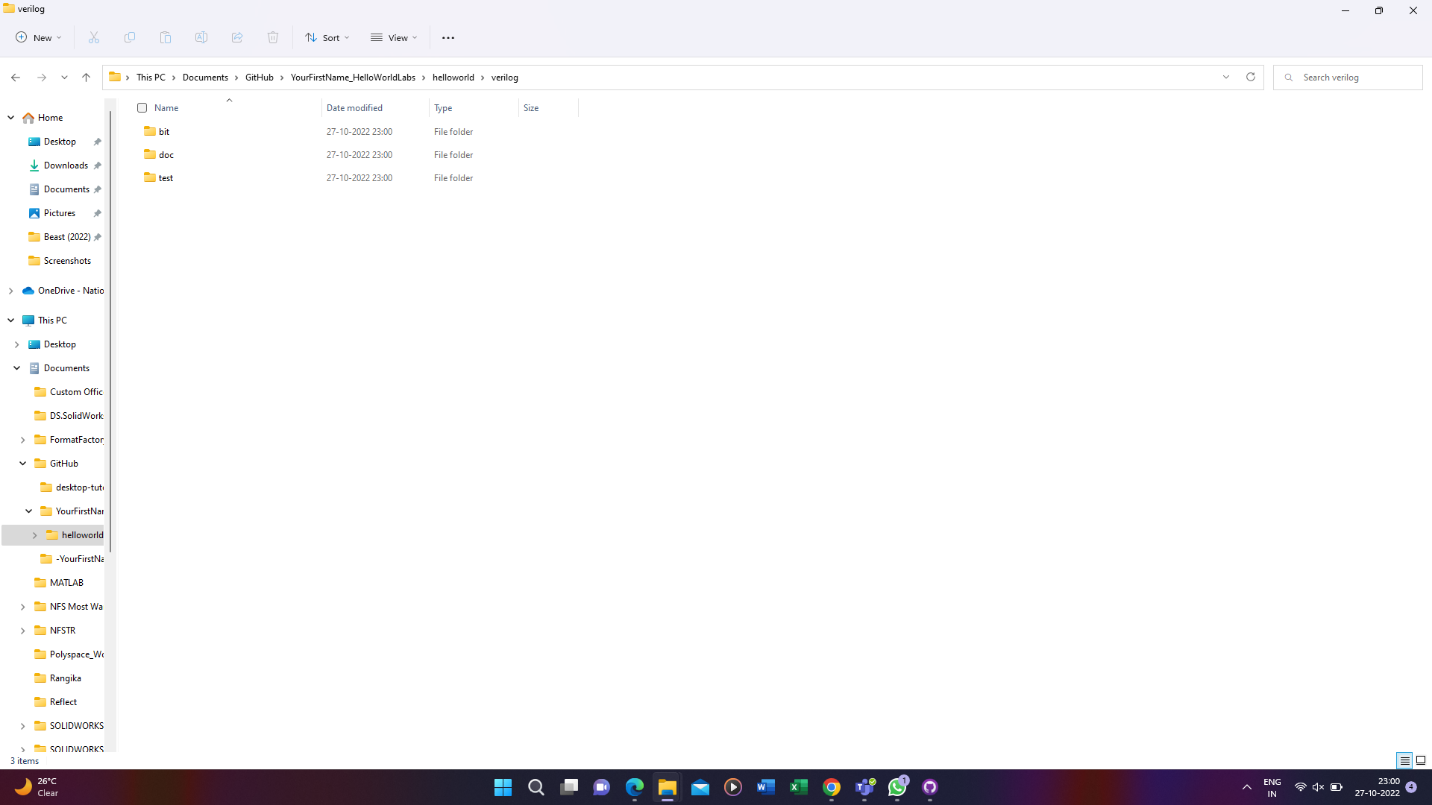 verilog
New
Sort
View
This PC > Documents > GitHub > YourFirstName_HelloWorldLabs > helloworld > verilog
Search verilog
Name Date modified Type Size
bit 27-10-2022 23:00 File folder
doc 27-10-2022 23:00 File folder
test 27-10-2022 23:00 File folder
Home
Desktop
Downloads
Documents
Pictures
Beast (2022)
Screenshots
OneDrive - Natio
This PC
Desktop
Documents
Custom Offic
DS.SolidWork
FormatFactor
GitHub
desktop-tut
YourFirstNar
helloworld
-YourFirstNa
MATLAB
NFS Most Wa
NFSTR
Polyspace_Wo
Rangika
Reflect
SOLIDWORKS
SOLIDWORKS
3 items
26°C
Clear
1
ENG
IN
23:00
27-10-2022
4